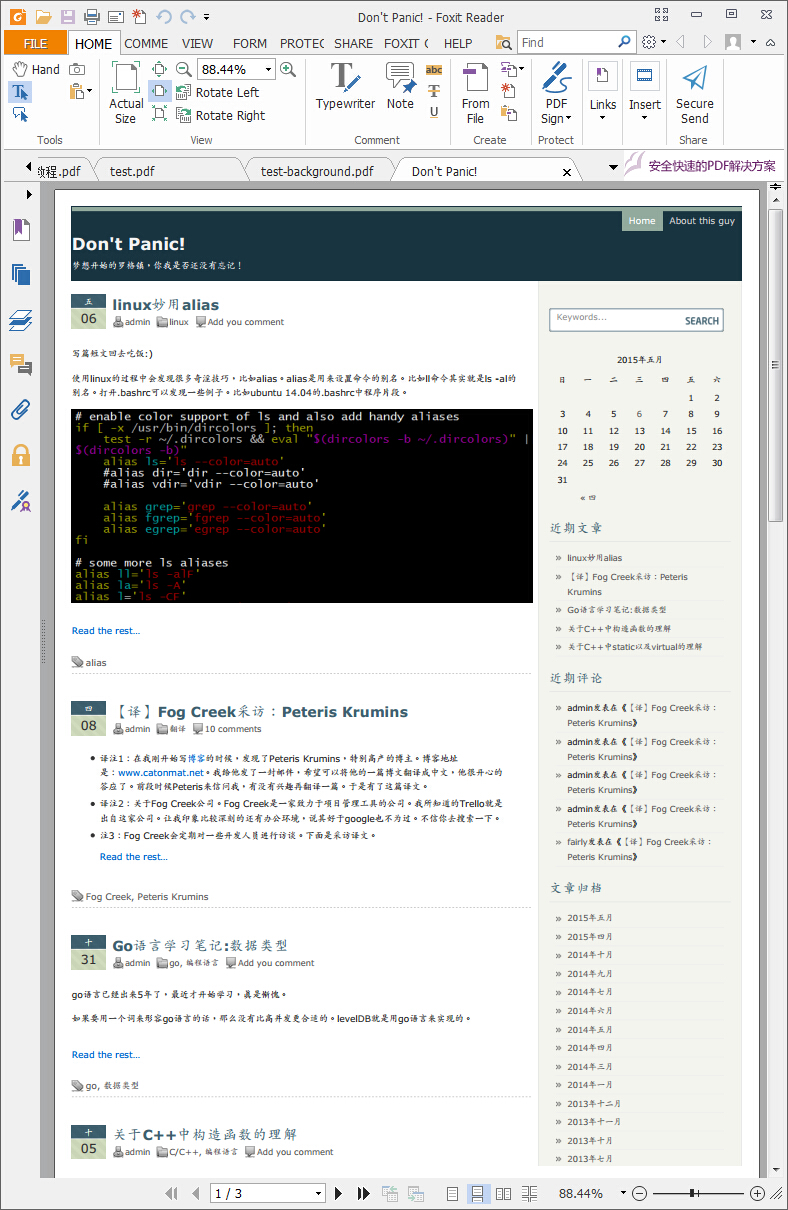 Don't Panic! - Foxit Reader
FILE HOME COMME VIEW FORM PROTEC SHARE FOXIT C HELP Find
Hand
88.44%
Actual Size
Rotate Left
Rotate Right
Typewriter
Note
abc
T
U
From File
PDF Sign
Links
Insert
Secure Send
Tools View Comment Create Protect Share
教程.pdf test.pdf test-background.pdf Don't Panic! 安全快速的PDF解决方案
Home About this guy
Don't Panic!
梦想开始的罗格镇，你我是否还没有忘记！
五
06
linux妙用alias
admin linux Add you comment
写篇短文回去吃饭:)
使用linux的过程中会发现很多奇淫技巧，比如alias。alias是用来设置命令的别名。比如ll命令其实就是ls -al的
别名。打开.bashrc可以发现一些例子。比如ubuntu 14.04的.bashrc中程序片段。
# enable color support of ls and also add handy aliases
if [ -x /usr/bin/dircolors ]; then
test -r ~/.dircolors && eval "$(dircolors -b ~/.dircolors)" |
$(dircolors -b)"
alias ls='ls --color=auto'
#alias dir='dir --color=auto'
#alias vdir='vdir --color=auto'
alias grep='grep --color=auto'
alias fgrep='fgrep --color=auto'
alias egrep='egrep --color=auto'
fi
# some more ls aliases
alias ll='ls -alF'
alias la='ls -A'
alias l='ls -CF'
Read the rest...
alias
四
08
【译】Fog Creek采访：Peteris Krumins
admin 翻译 10 comments
译注1：在我刚开始写博客的时候，发现了Peteris Krumins，特别高产的博主。博客地址
是：www.catonmat.net。我给他发了一封邮件，希望可以将他的一篇博文翻译成中文，他很开心的
答应了。前段时候Peteris来信问我，有没有兴趣再翻译一篇。于是有了这篇译文。
译注2：关于Fog Creek公司。Fog Creek是一家致力于项目管理工具的公司。我所知道的Trello就是
出自这家公司。让我印象比较深刻的还有办公环境，说其好于google也不为过。不信你去搜索一下。
注3：Fog Creek会定期对一些开发人员进行访谈。下面是采访译文。
Read the rest...
Fog Creek, Peteris Krumins
十
31
Go语言学习笔记:数据类型
admin go, 编程语言 Add you comment
go语言已经出来5年了，最近才开始学习，真是惭愧。
如果要用一个词来形容go语言的话，那么没有比高并发更合适的。levelDB就是用go语言来实现的。
Read the rest...
go, 数据类型
十
05
关于C++中构造函数的理解
admin C/C++, 编程语言 Add you comment
Keywords... SEARCH
2015年五月
日 一 二 三 四 五 六
1 2
3 4 5 6 7 8 9
10 11 12 13 14 15 16
17 18 19 20 21 22 23
24 25 26 27 28 29 30
31
« 四
近期文章
» linux妙用alias
» 【译】Fog Creek采访：Peteris
Krumins
» Go语言学习笔记:数据类型
» 关于C++中构造函数的理解
» 关于C++中static以及virtual的理解
近期评论
» admin发表在《【译】Fog Creek采访：
Peteris Krumins》
» admin发表在《【译】Fog Creek采访：
Peteris Krumins》
» admin发表在《【译】Fog Creek采访：
Peteris Krumins》
» admin发表在《【译】Fog Creek采访：
Peteris Krumins》
» fairly发表在《【译】Fog Creek采访：
Peteris Krumins》
文章归档
» 2015年五月
» 2015年四月
» 2014年十月
» 2014年九月
» 2014年七月
» 2014年六月
» 2014年五月
» 2014年四月
» 2014年三月
» 2014年一月
» 2013年十二月
» 2013年十一月
» 2013年十月
» 2013年七月
1 / 3 88.44%